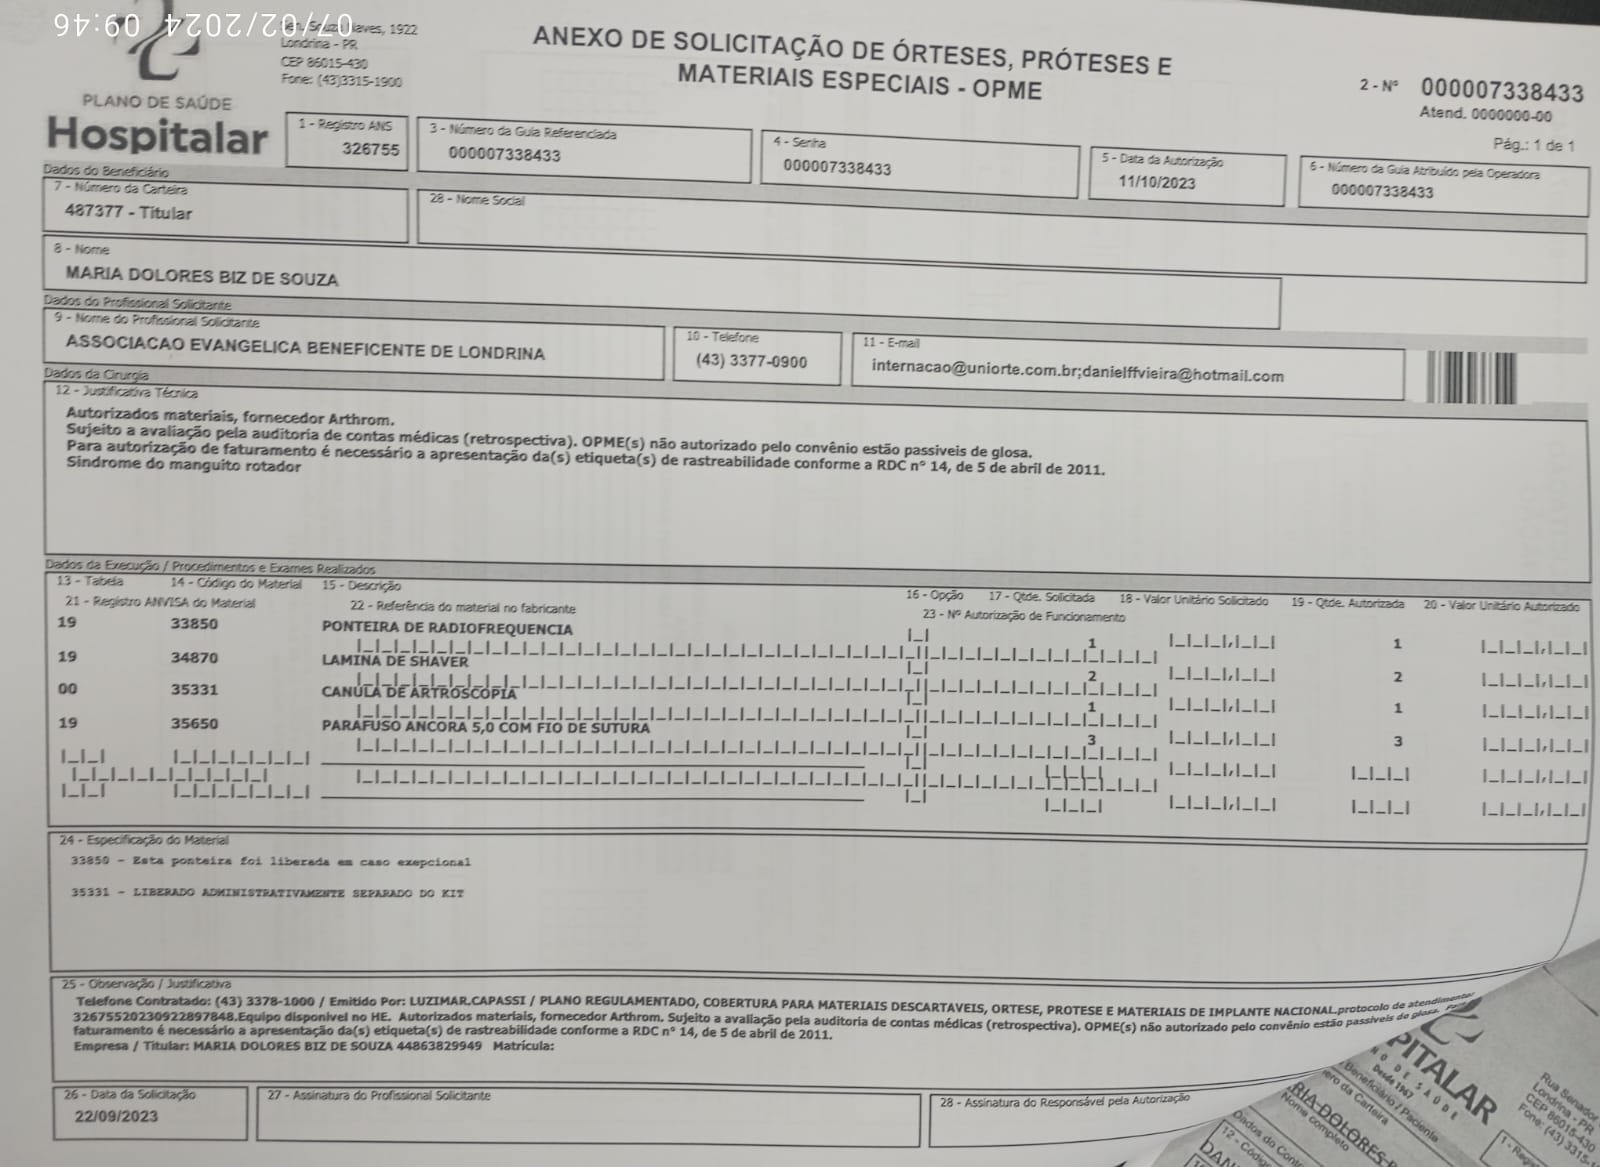 07/02/2024 09:46
Sen. Souza Naves, 1922
Londrina - PR
CEP 86015-430
Fone: (43)3315-1900
PLANO DE SAÚDE
Hospitalar
ANEXO DE SOLICITAÇÃO DE ÓRTESES, PRÓTESES E
MATERIAIS ESPECIAIS - OPME
2 - Nº 000007338433
Atend. 0000000-00
Pág.: 1 de 1
1 - Registro ANS
326755
3 - Número da Guia Referenciada
000007338433
4 - Senha
000007338433
5 - Data da Autorização
11/10/2023
6 - Número da Guia Atribuído pela Operadora
000007338433
Dados do Beneficiário
7 - Número da Carteira
487377 - Titular
28 - Nome Social
8 - Nome
MARIA DOLORES BIZ DE SOUZA
Dados do Profissional Solicitante
9 - Nome do Profissional Solicitante
ASSOCIACAO EVANGELICA BENEFICENTE DE LONDRINA
10 - Telefone
(43) 3377-0900
11 - E-mail
internacao@uniorte.com.br;danielffvieira@hotmail.com
Dados da Cirurgia
12 - Justificativa Técnica
Autorizados materiais, fornecedor Arthrom.
Sujeito a avaliação pela auditoria de contas médicas (retrospectiva). OPME(s) não autorizado pelo convênio estão passiveis de glosa.
Para autorização de faturamento é necessário a apresentação da(s) etiqueta(s) de rastreabilidade conforme a RDC nº 14, de 5 de abril de 2011.
Sindrome do manguito rotador
Dados da Execução / Procedimentos e Exames Realizados
13 - Tabela 14 - Código do Material 15 - Descrição 16 - Opção 17 - Qtde. Solicitada 18 - Valor Unitário Solicitado 19 - Qtde. Autorizada 20 - Valor Unitário Autorizado
21 - Registro ANVISA do Material 22 - Referência do material no fabricante 23 - Nº Autorização de Funcionamento
19 33850 PONTEIRA DE RADIOFREQUENCIA 1 1
19 34870 LAMINA DE SHAVER 2 2
00 35331 CANULA DE ARTROSCOPIA 1 1
19 35650 PARAFUSO ANCORA 5,0 COM FIO DE SUTURA 3 3
24 - Especificação do Material
33850 - Esta ponteira foi liberada em caso exepcional
35331 - LIBERADO ADMINISTRATIVAMENTE SEPARADO DO KIT
25 - Observação / Justificativa
Telefone Contratado: (43) 3378-1000 / Emitido Por: LUZIMAR.CAPASSI / PLANO REGULAMENTADO, COBERTURA PARA MATERIAIS DESCARTAVEIS, ORTESE, PROTESE E MATERIAIS DE IMPLANTE NACIONAL.protocolo de atendimento:
32675520230922897848.Equipo disponivel no HE. Autorizados materiais, fornecedor Arthrom. Sujeito a avaliação pela auditoria de contas médicas (retrospectiva). OPME(s) não autorizado pelo convênio estão passiveis de glosa. Para
faturamento é necessário a apresentação da(s) etiqueta(s) de rastreabilidade conforme a RDC nº 14, de 5 de abril de 2011.
Empresa / Titular: MARIA DOLORES BIZ DE SOUZA 44863829949 Matrícula:
26 - Data da Solicitação
22/09/2023
27 - Assinatura do Profissional Solicitante
28 - Assinatura do Responsável pela Autorização
PITALAR
NO DE SAÚDE
Desde 1967
Rua Senador
Londrina - PR
CEP 86015-430
Fone: (43) 3315-
Beneficiário / Paciente
ero da Carteira
RIA DOLORES
Nome completo
Dados do Cont
12 - Códig
DAN
1 - Reg